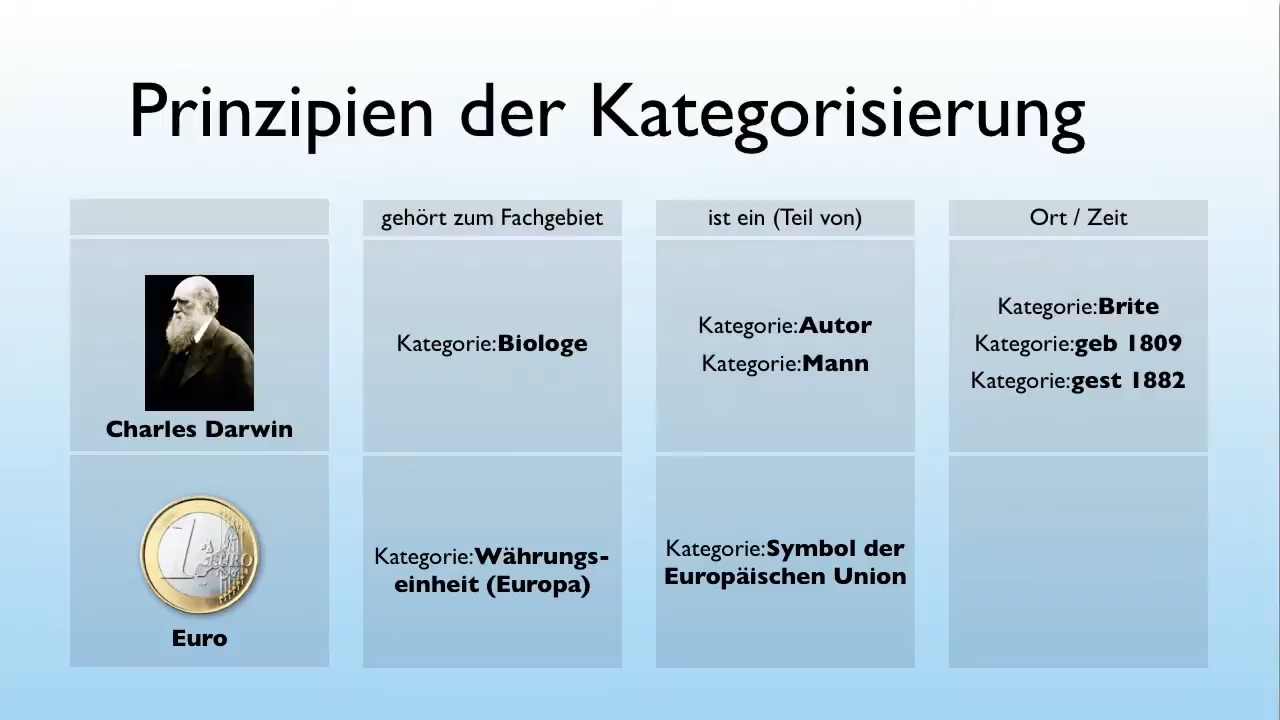 Prinzipien der Kategorisierung
gehört zum Fachgebiet
ist ein (Teil von)
Ort / Zeit
Charles Darwin
Kategorie:Biologe
Kategorie:Autor
Kategorie:Mann
Kategorie:Brite
Kategorie:geb 1809
Kategorie:gest 1882
1 EURO
Euro
Kategorie:Währungs-
einheit (Europa)
Kategorie:Symbol der
Europäischen Union